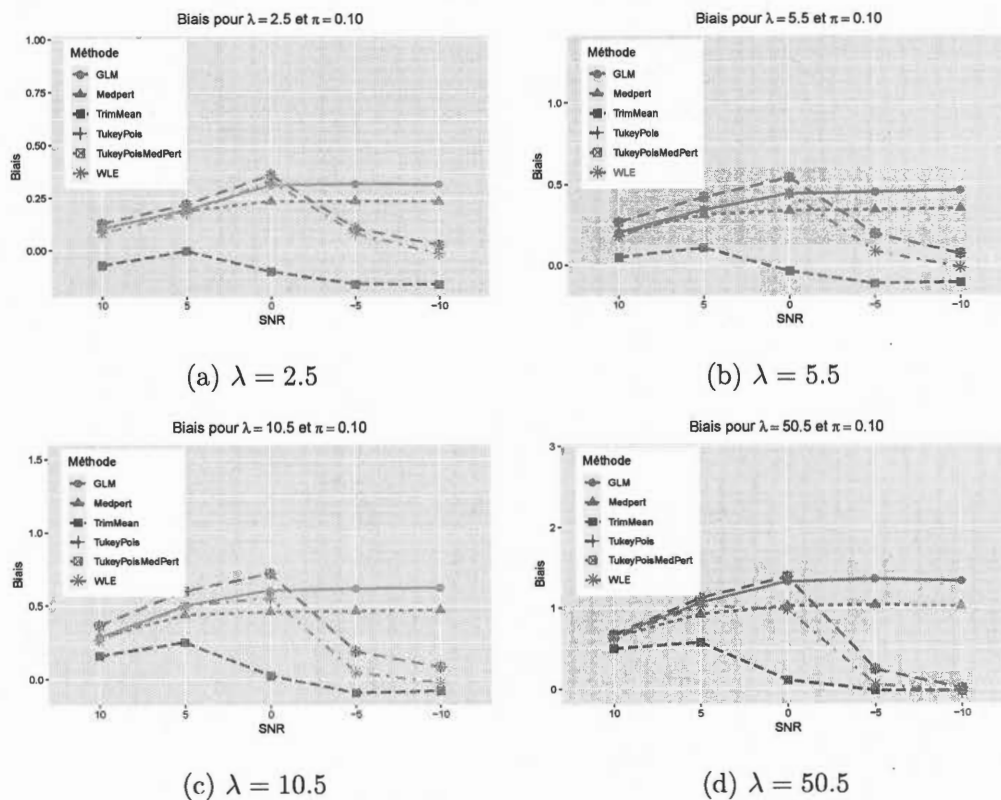 Biais pour λ = 2.5 et π = 0.10
1.00
0.75
0.50
0.25
0.00
Biais
Méthode
GLM
Medpert
TrimMean
TukeyPois
TukeyPoisMedPert
WLE
10
5
0
−5
−10
SNR
(a) λ = 2.5
Biais pour λ = 5.5 et π = 0.10
1.0
0.5
0.0
Biais
Méthode
GLM
Medpert
TrimMean
TukeyPois
TukeyPoisMedPert
WLE
10
5
0
−5
−10
SNR
(b) λ = 5.5
Biais pour λ = 10.5 et π = 0.10
1.5
1.0
0.5
0.0
Biais
Méthode
GLM
Medpert
TrimMean
TukeyPois
TukeyPoisMedPert
WLE
10
5
0
−5
−10
SNR
(c) λ = 10.5
Biais pour λ = 50.5 et π = 0.10
3
2
1
0
Biais
Méthode
GLM
Medpert
TrimMean
TukeyPois
TukeyPoisMedPert
WLE
10
5
0
−5
−10
SNR
(d) λ = 50.5